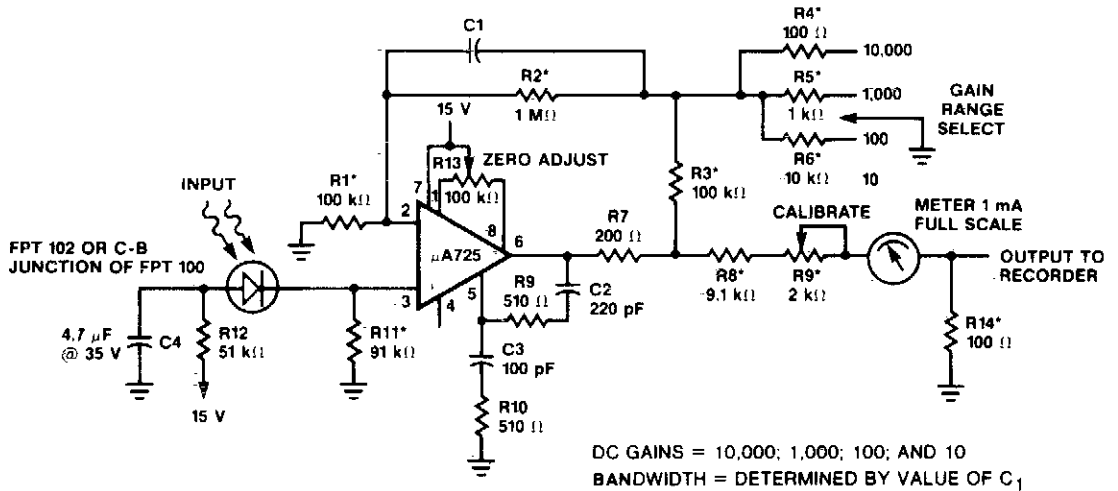 C1
R2*
1 MΩ
R4*
100 Ω
10,000
R5*
1 kΩ
1,000
R6*
10 kΩ
100
10
GAIN
RANGE
SELECT
15 V
R13
100 kΩ
ZERO ADJUST
R1*
100 kΩ
R3*
100 kΩ
INPUT
FPT 102 OR C-B
JUNCTION OF FPT 100
7
1
2
8
μA725
6
3
4
5
R7
200 Ω
CALIBRATE
METER 1 mA
FULL SCALE
R8*
9.1 kΩ
R9*
2 kΩ
OUTPUT TO
RECORDER
R9
510 Ω
C2
220 pF
4.7 μF
@ 35 V
C4
R12
51 kΩ
15 V
R11*
91 kΩ
C3
100 pF
R10
510 Ω
R14*
100 Ω
DC GAINS = 10,000; 1,000; 100; AND 10
BANDWIDTH = DETERMINED BY VALUE OF C1